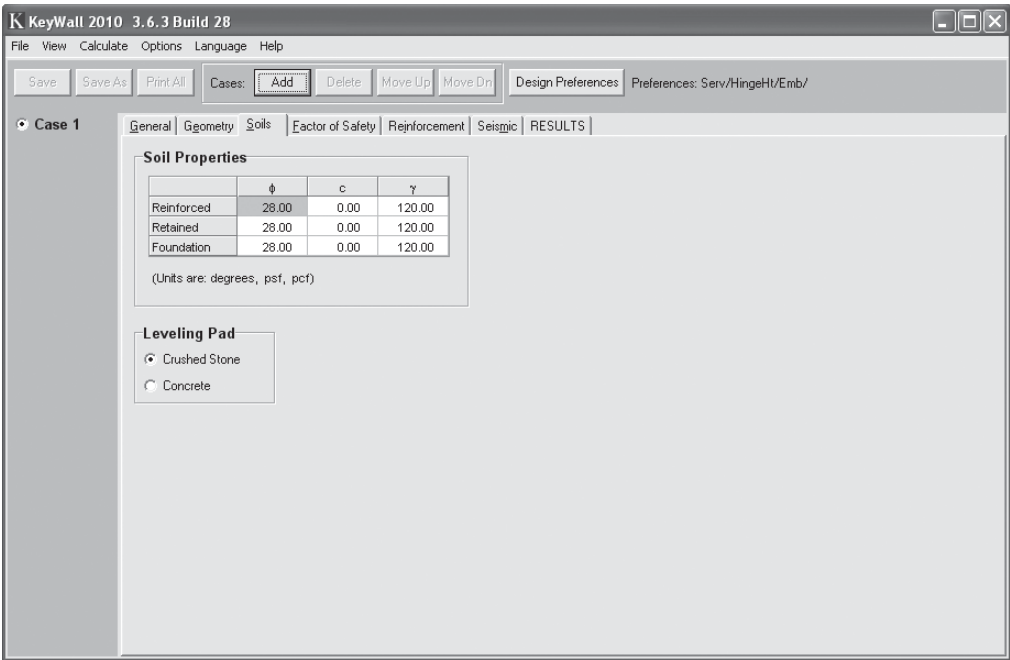 K KeyWall 2010 3.6.3 Build 28
File View Calculate Options Language Help
Save Save As Print All Cases: Add Delete Move Up Move Dn Design Preferences Preferences: Serv/HingeHt/Emb/
Case 1
General Geometry Soils Factor of Safety Reinforcement Seismic RESULTS
Soil Properties
ϕ c γ
Reinforced 28.00 0.00 120.00
Retained 28.00 0.00 120.00
Foundation 28.00 0.00 120.00
(Units are: degrees, psf, pcf)
Leveling Pad
Crushed Stone
Concrete